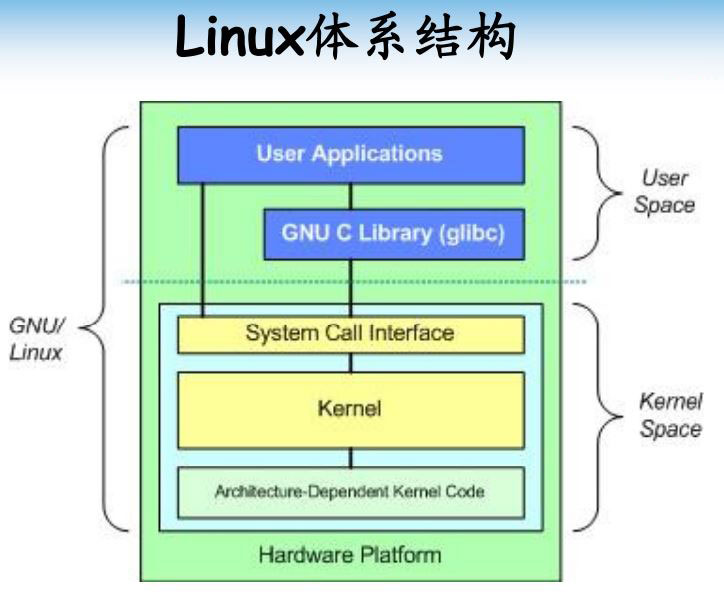 Linux体系结构
User Applications
User
Space
GNU C Library (glibc)
GNU/
Linux
System Call Interface
Kernel
Kernel
Space
Architecture-Dependent Kernel Code
Hardware Platform